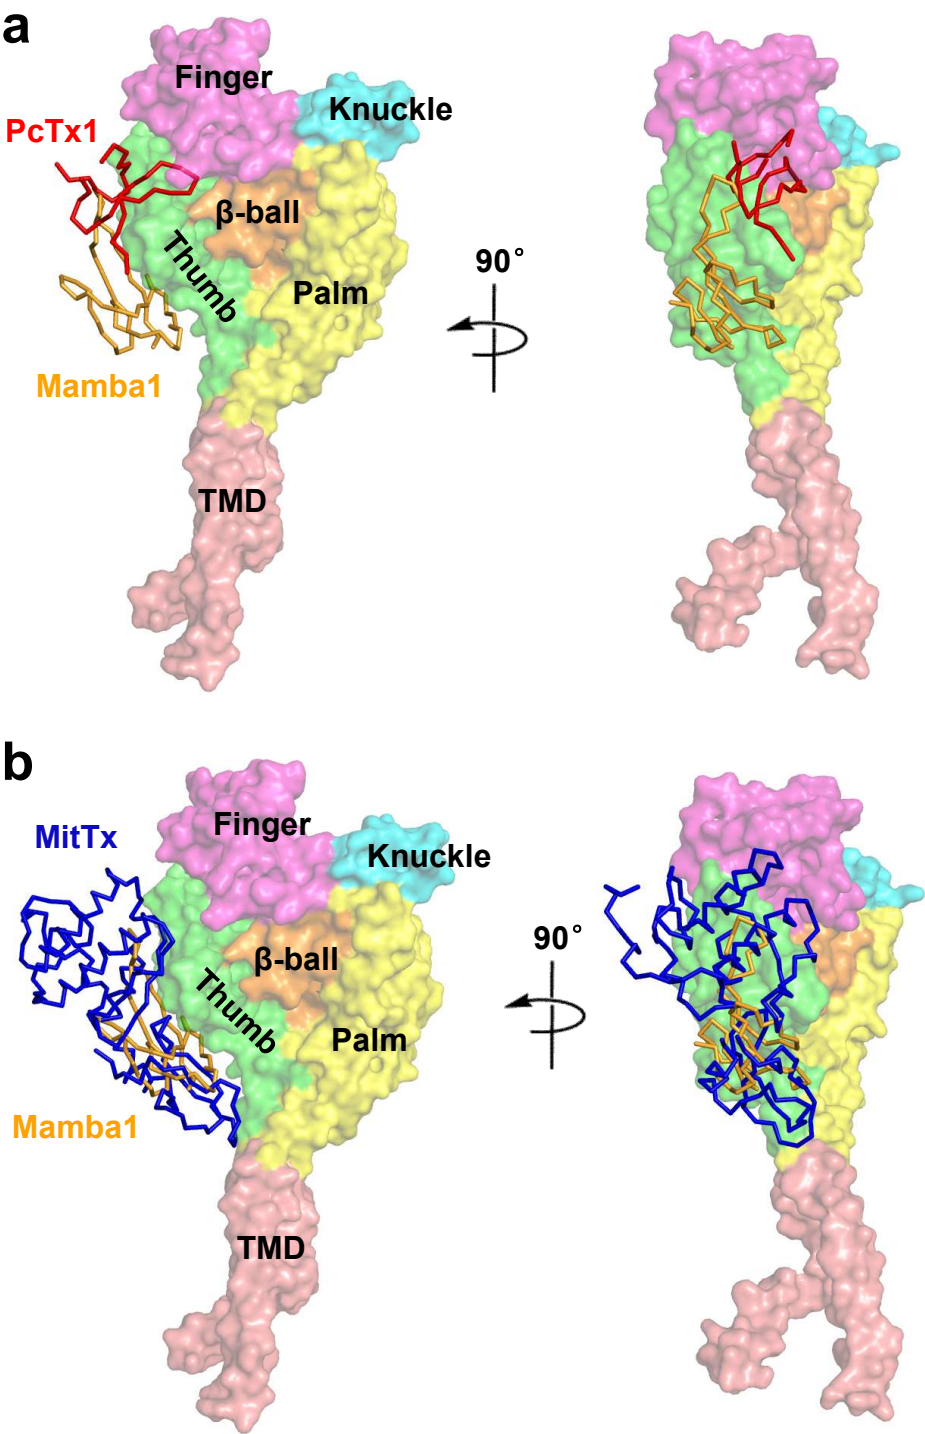 a
Finger
Knuckle
PcTx1
β-ball
Thumb
Palm
90°
Mamba1
TMD
b
MitTx
Finger
Knuckle
β-ball
90°
Thumb
Palm
Mamba1
TMD